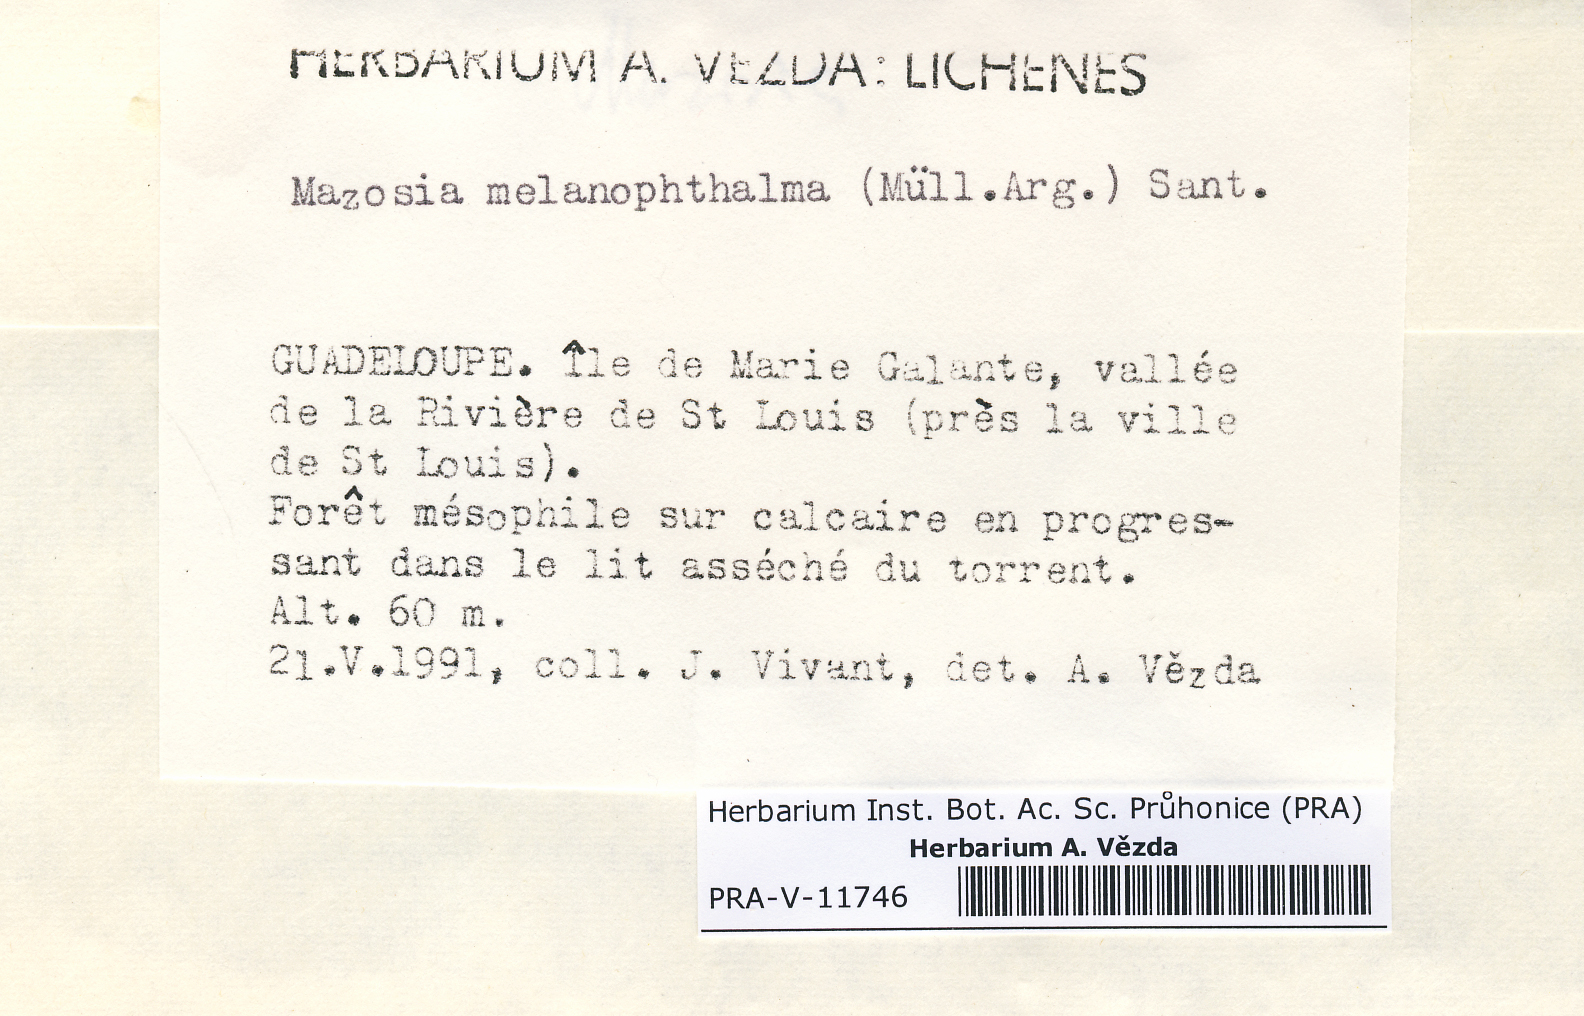 HERBARIUM A. VĚZDA: LICHENES
Mazosia melanophthalma (Müll.Arg.) Sant.
GUADELOUPE. Île de Marie Galante, vallée
de la Rivière de St Louis (près la ville
de St Louis).
Forêt mésophile sur calcaire en progres-
sant dans le lit asséché du torrent.
Alt. 60 m.
21.V.1991, coll. J. Vivant, det. A. Vězda
Herbarium Inst. Bot. Ac. Sc. Průhonice (PRA)
Herbarium A. Vězda
PRA-V-11746